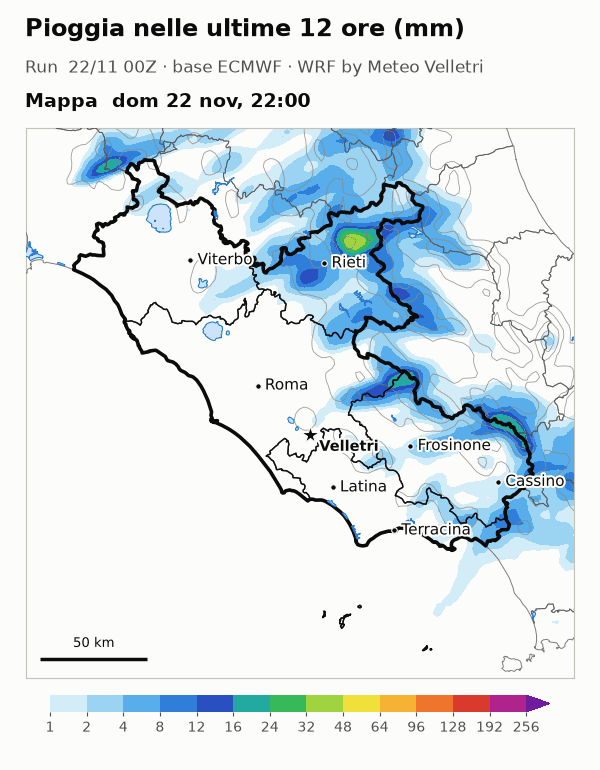 Pioggia nelle ultime 12 ore (mm)
Run  22/11 00Z · base ECMWF · WRF by Meteo Velletri
Mappa  dom 22 nov, 22:00
Viterbo
Rieti
Roma
Velletri
Frosinone
Latina
Cassino
Terracina
50 km
1 2 4 8 12 16 24 32 48 64 96 128 192 256